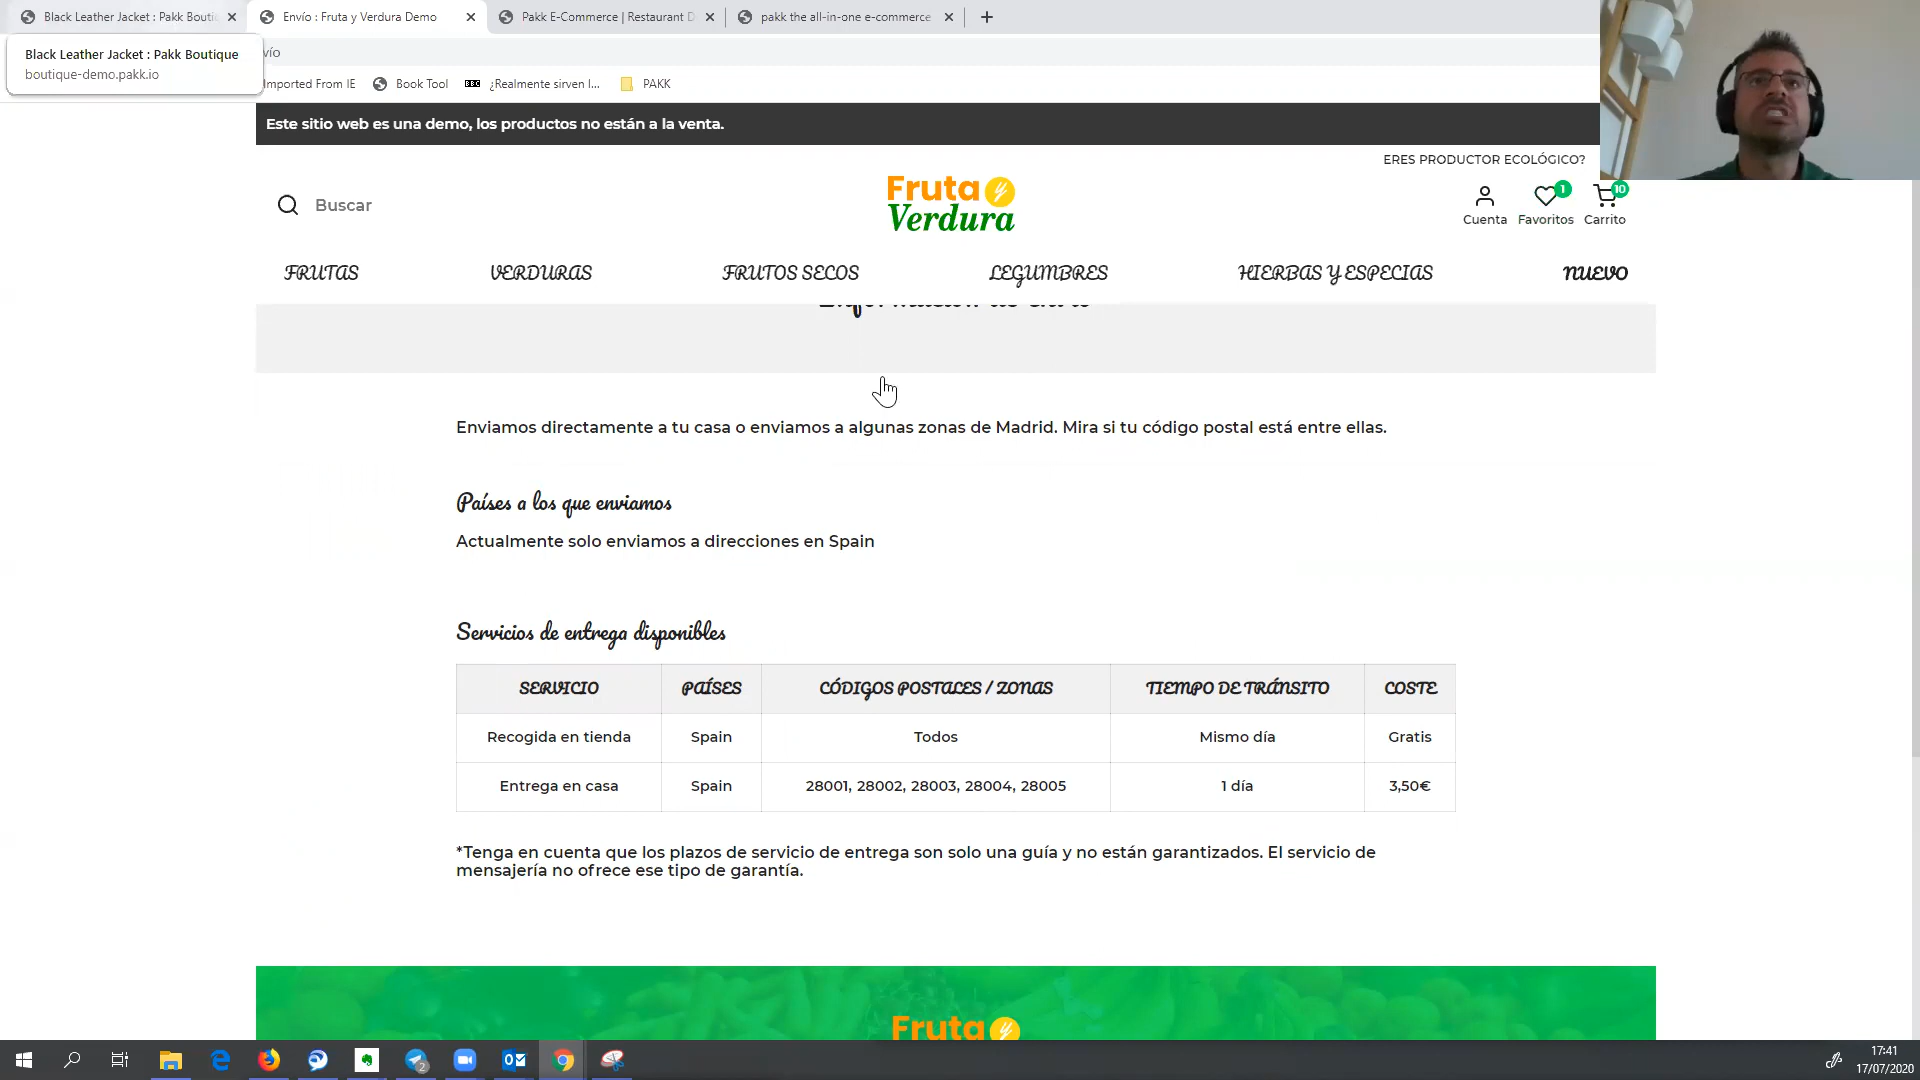 Black Leather Jacket : Pakk Bouti
Envío : Fruta y Verdura Demo
Pakk E-Commerce | Restaurant D
pakk the all-in-one e-commerce
Black Leather Jacket : Pakk Boutique
boutique-demo.pakk.io
vío
Imported From IE
Book Tool
BBC
¿Realmente sirven l...
PAKK
Este sitio web es una demo, los productos no están a la venta.
ERES PRODUCTOR ECOLÓGICO?
Buscar
Fruta y
Verdura
1
10
Cuenta
Favoritos
Carrito
FRUTAS
VERDURAS
FRUTOS SECOS
LEGUMBRES
HIERBAS Y ESPECIAS
NUEVO
Enviamos directamente a tu casa o enviamos a algunas zonas de Madrid. Mira si tu código postal está entre ellas.
Países a los que enviamos
Actualmente solo enviamos a direcciones en Spain
Servicios de entrega disponibles
SERVICIO PAÍSES CÓDIGOS POSTALES / ZONAS TIEMPO DE TRÁNSITO COSTE
Recogida en tienda Spain Todos Mismo día Gratis
Entrega en casa Spain 28001, 28002, 28003, 28004, 28005 1 día 3,50€
*Tenga en cuenta que los plazos de servicio de entrega son solo una guía y no están garantizados. El servicio de
mensajería no ofrece ese tipo de garantía.
Fruta y
2
17:41
17/07/2020